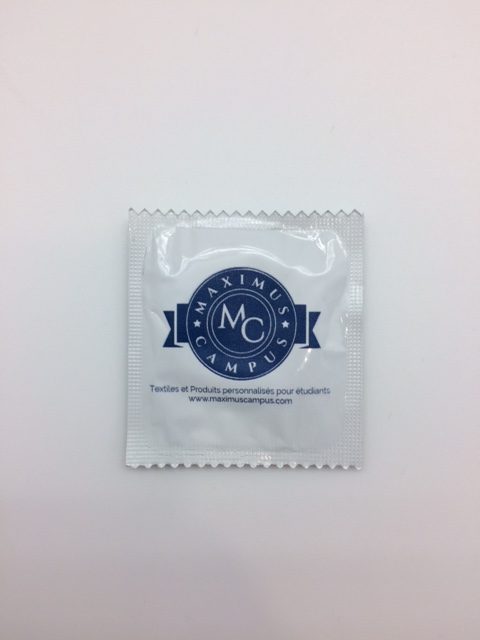 MAXIMUS
MC
CAMPUS
Textiles et Produits personnalisés pour étudiants
www.maximuscampus.com